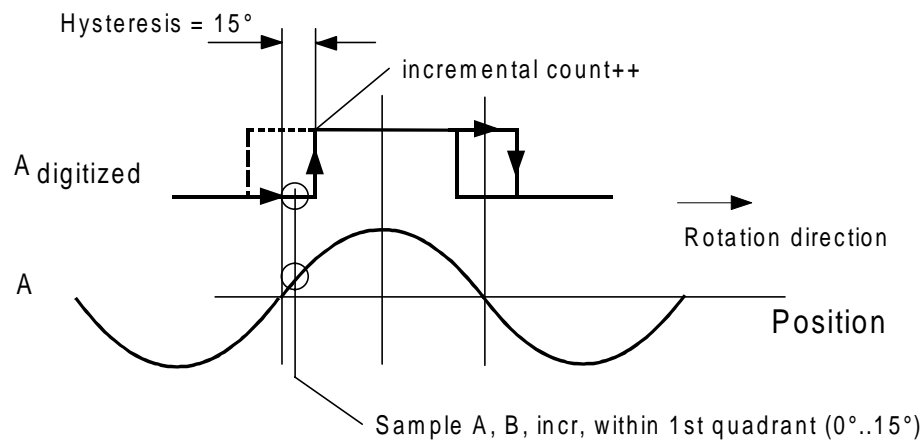 Hysteresis = 15°
incremental count++
A digitized
Rotation direction
A
Position
Sample A, B, incr, within 1st quadrant (0°..15°)